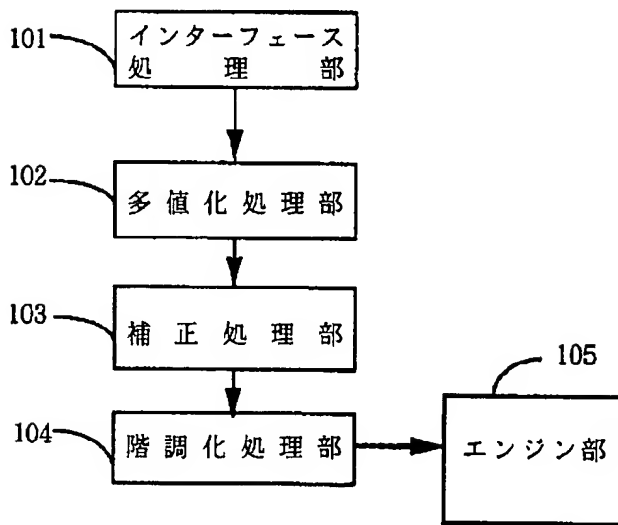 101
インターフェース
処理部
102
多値化処理部
103
補正処理部
104
階調化処理部
105
エンジン部